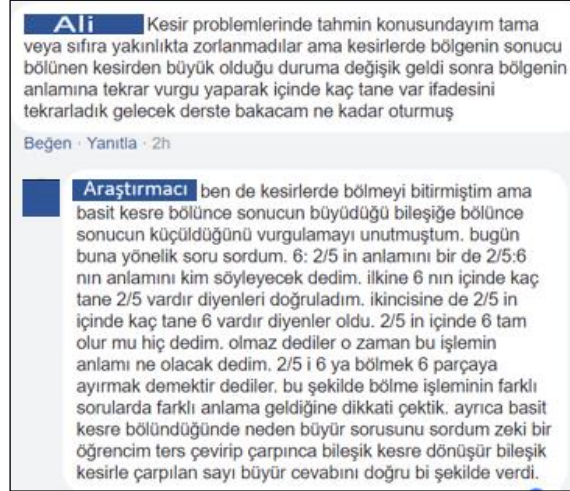 Ali Kesir problemlerinde tahmin konusundayım tama
veya sıfıra yakınlıkta zorlanmadılar ama kesirlerde bölgenin sonucu
bölünen kesirden büyük olduğu duruma değişik geldi sonra bölgenin
anlamına tekrar vurgu yaparak içinde kaç tane var ifadesini
tekrarladık gelecek derste bakacam ne kadar oturmuş
Beğen · Yanıtla · 2h
Araştırmacı ben de kesirlerde bölmeyi bitirmiştim ama
basit kesre bölünce sonucun büyüdüğü bileşiğe bölünce
sonucun küçüldüğünü vurgulamayı unutmuştum. bugün
buna yönelik soru sordum. 6: 2/5 in anlamını bir de 2/5:6
nın anlamını kim söyleyecek dedim. ilkine 6 nın içinde kaç
tane 2/5 vardır diyenleri doğruladım. ikincisine de 2/5 in
içinde kaç tane 6 vardır diyenler oldu. 2/5 in içinde 6 tam
olur mu hiç dedim. olmaz dediler o zaman bu işlemin
anlamı ne olacak dedim. 2/5 i 6 ya bölmek 6 parçaya
ayırmak demektir dediler. bu şekilde bölme işleminin farklı
sorularda farklı anlama geldiğine dikkati çektik. ayrıca basit
kesre bölündüğünde neden büyür sorusunu sordum zeki bir
öğrencim ters çevirip çarpınca bileşik kesre dönüşür bileşik
kesirle çarpılan sayı büyür cevabını doğru bi şekilde verdi.